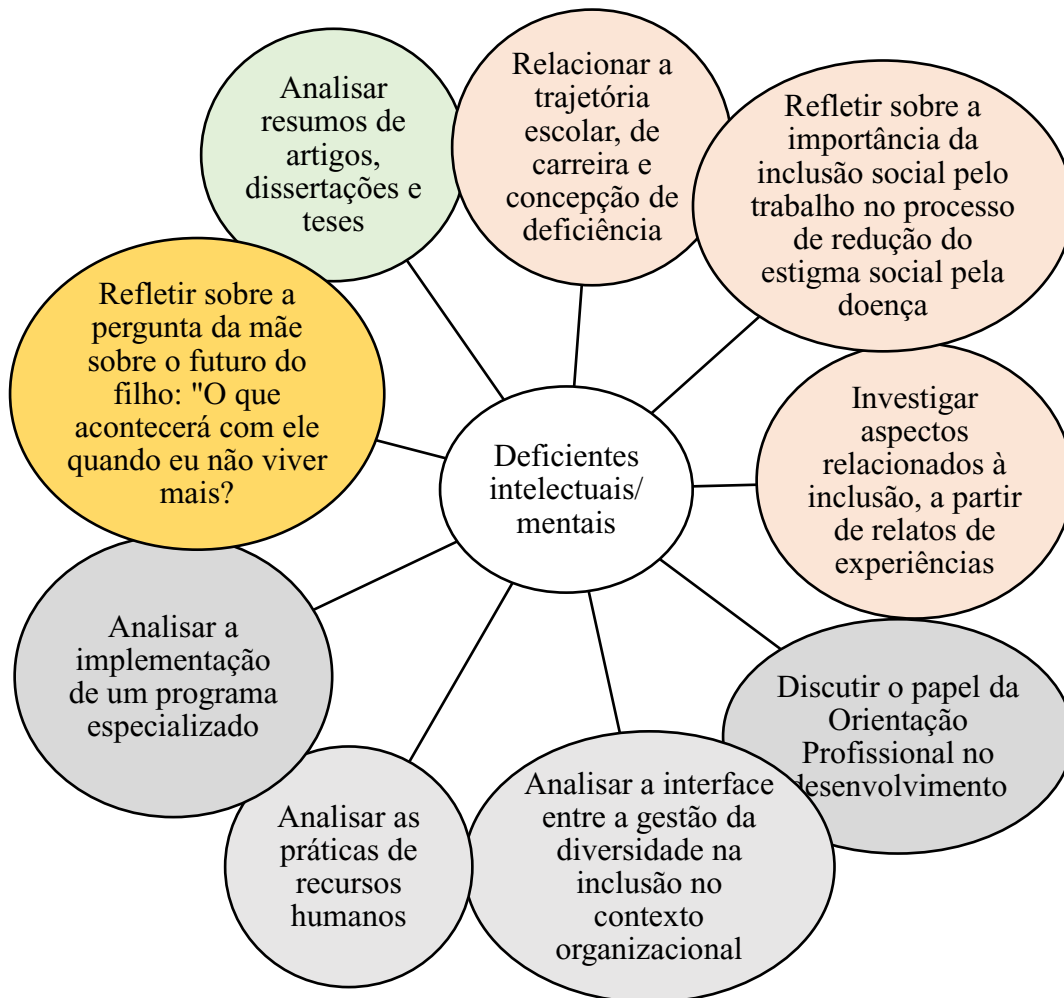 Analisar
resumos de
artigos,
dissertações e
teses
Relacionar a
trajetória
escolar, de
carreira e
concepção de
deficiência
Refletir sobre a
importância da
inclusão social pelo
trabalho no processo
de redução do
estigma social pela
doença
Investigar
aspectos
relacionados à
inclusão, a partir
de relatos de
experiências
Discutir o papel da
Orientação
Profissional no
desenvolvimento
Analisar a interface
entre a gestão da
diversidade na
inclusão no
contexto
organizacional
Analisar as
práticas de
recursos
humanos
Analisar a
implementação
de um programa
especializado
Refletir sobre a
pergunta da mãe
sobre o futuro do
filho: "O que
acontecerá com ele
quando eu não viver
mais?
Deficientes
intelectuais/
mentais